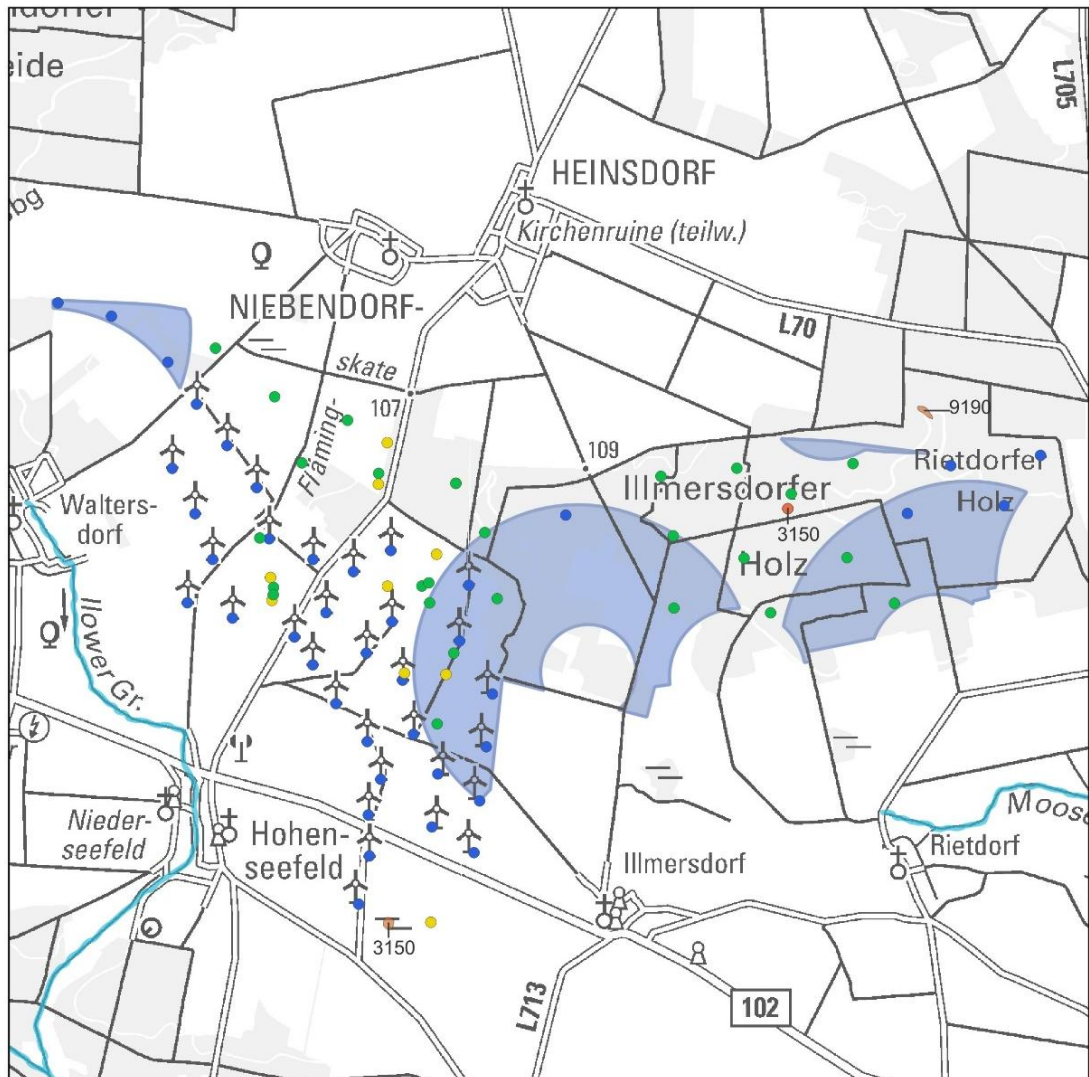 eide
L705
HEINSDORF
Kirchenruine (teilw.)
NIEBENDORF-
L70
skate
107
Fläming-
9190
109
Rietdorfer
Holz
Illmersdorfer
3150
Holz
Walters-
dorf
Ilower Gr.
Moos
Nieder-
seefeld
Hohen-
seefeld
Illmersdorf
Rietdorf
3150
L713
102